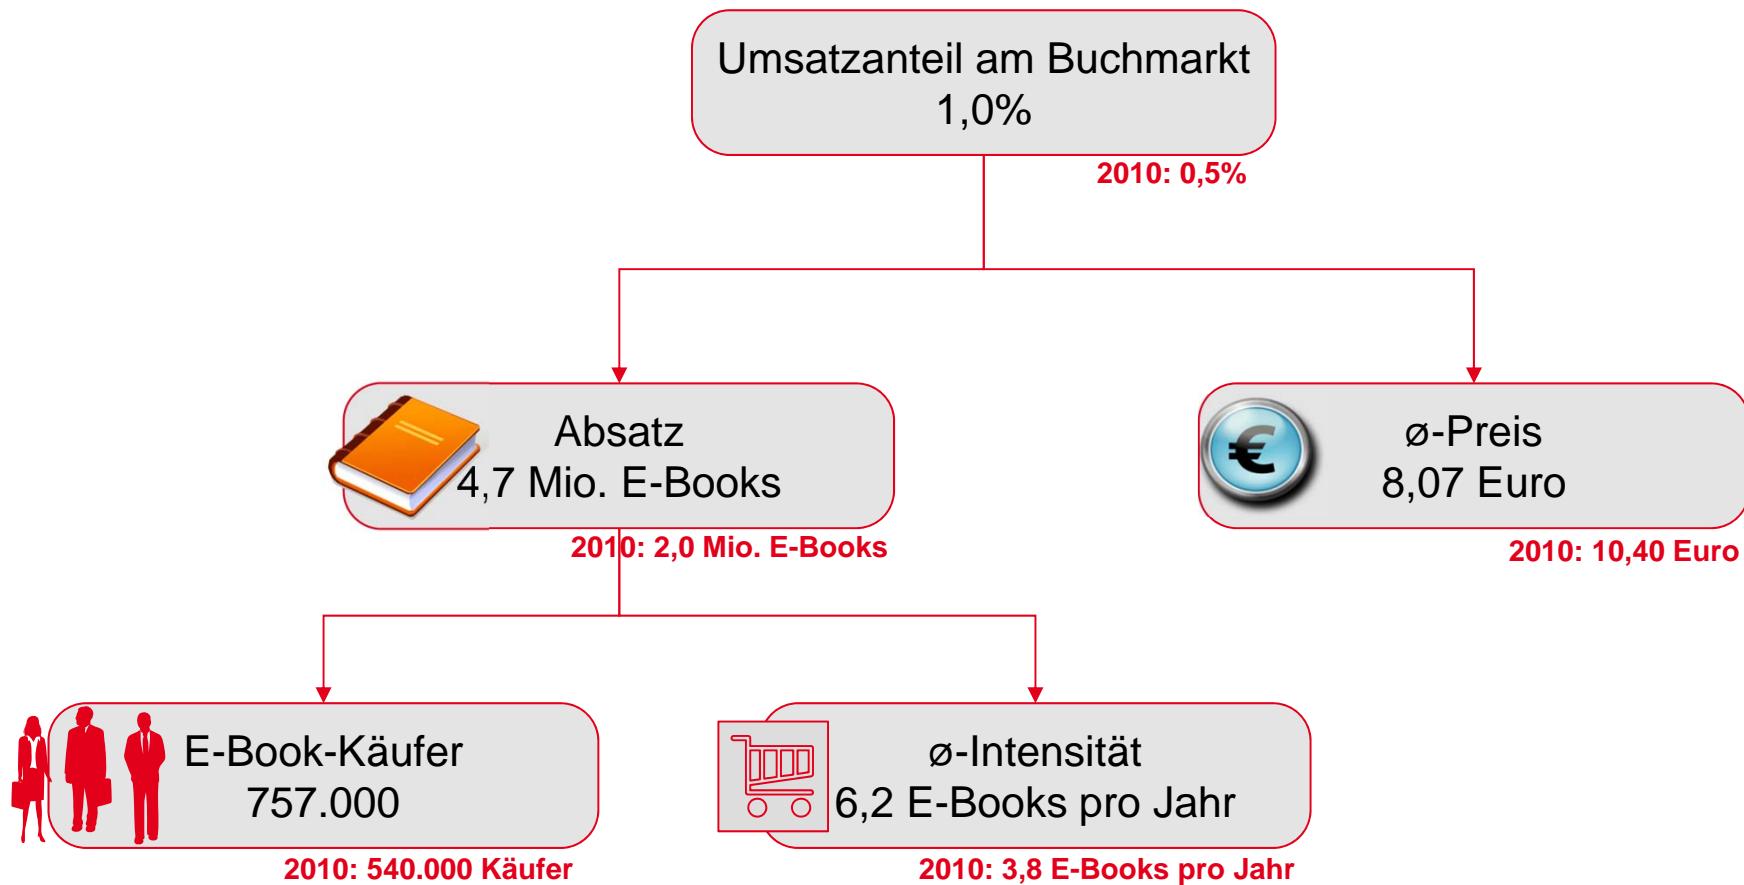 Umsatzanteil am Buchmarkt
1,0%
2010: 0,5%
Absatz
4,7 Mio. E-Books
2010: 2,0 Mio. E-Books
ø-Preis
8,07 Euro
2010: 10,40 Euro
E-Book-Käufer
757.000
2010: 540.000 Käufer
ø-Intensität
6,2 E-Books pro Jahr
2010: 3,8 E-Books pro Jahr